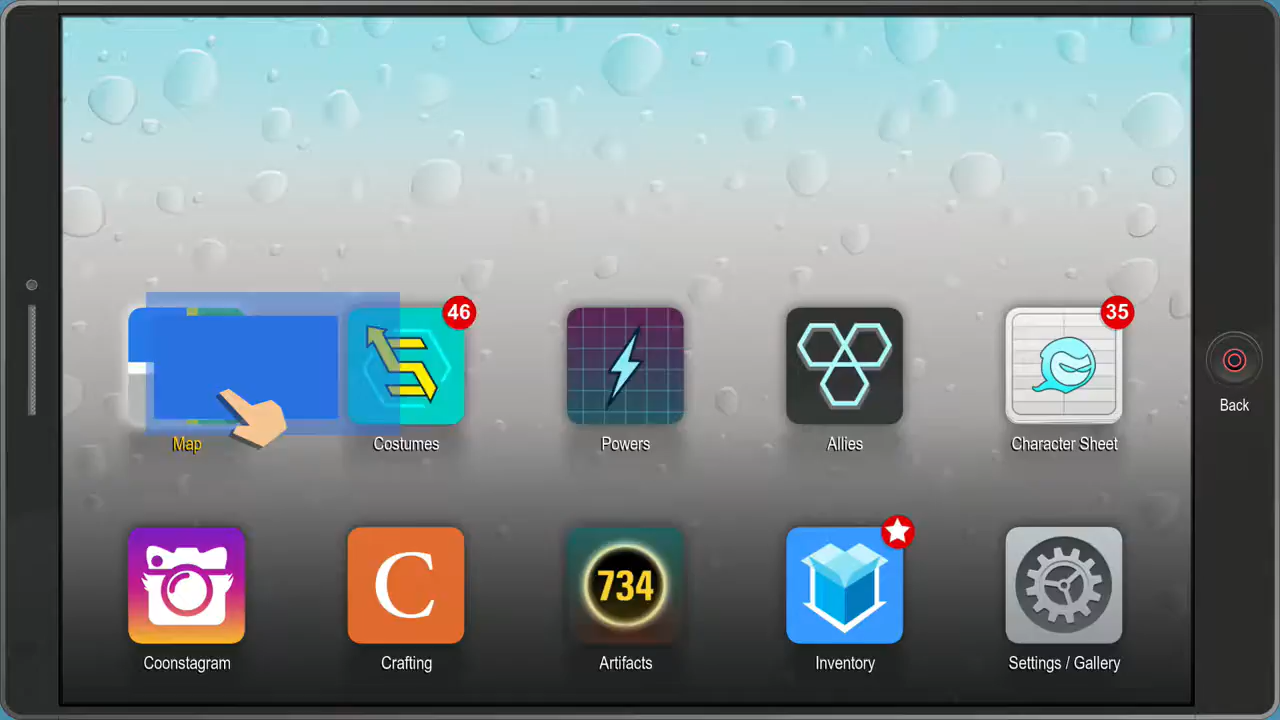 46
35
Map
Costumes
Powers
Allies
Character Sheet
Back
C
734
Coonstagram
Crafting
Artifacts
Inventory
Settings / Gallery